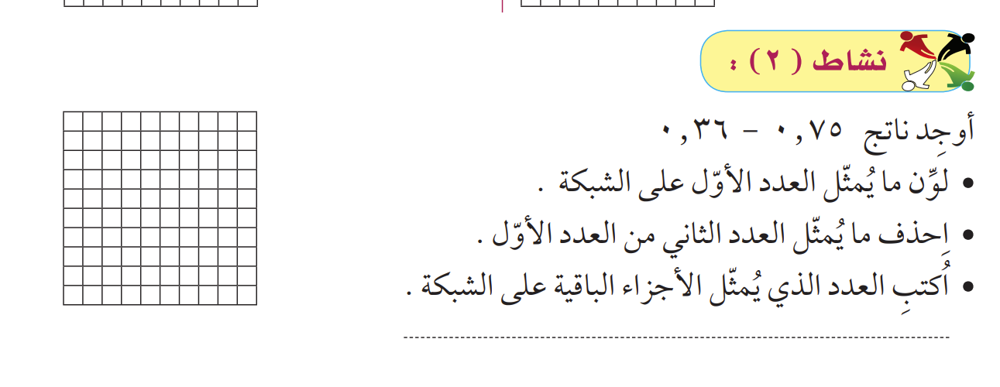 نشاط ( ٢ ) :
أوجِد ناتج ٠,٧٥ – ٠,٣٦
• لوِّن ما يُمثّل العدد الأوّل على الشبكة .
• اِحذف ما يُمثّل العدد الثاني من العدد الأوّل .
• اُكتبِ العدد الذي يُمثّل الأجزاء الباقية على الشبكة .